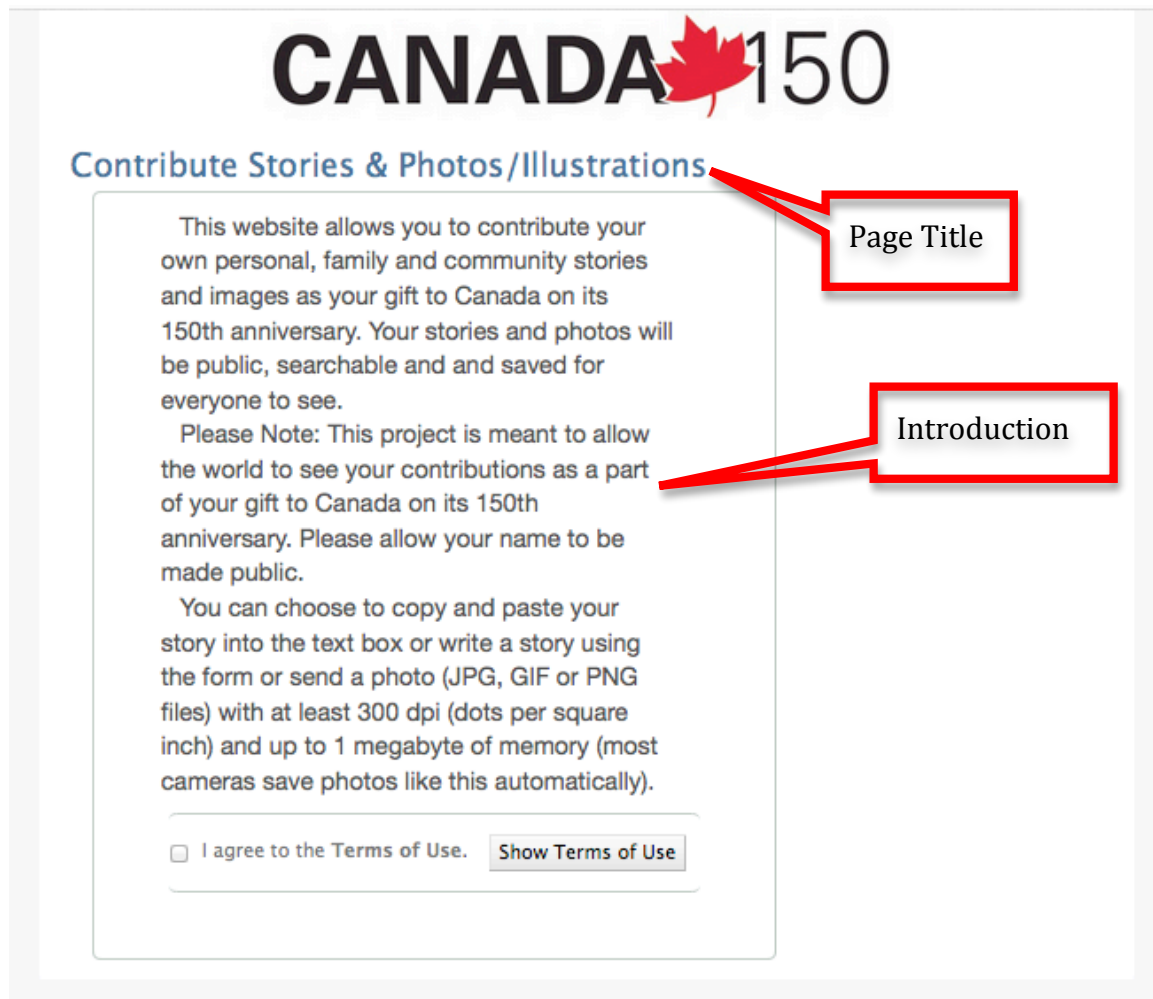 CANADA 150
Contribute Stories & Photos/Illustrations
Page Title
This website allows you to contribute your
own personal, family and community stories
and images as your gift to Canada on its
150th anniversary. Your stories and photos will
be public, searchable and and saved for
everyone to see.
Introduction
Please Note: This project is meant to allow
the world to see your contributions as a part
of your gift to Canada on its 150th
anniversary. Please allow your name to be
made public.
You can choose to copy and paste your
story into the text box or write a story using
the form or send a photo (JPG, GIF or PNG
files) with at least 300 dpi (dots per square
inch) and up to 1 megabyte of memory (most
cameras save photos like this automatically).
I agree to the Terms of Use. Show Terms of Use